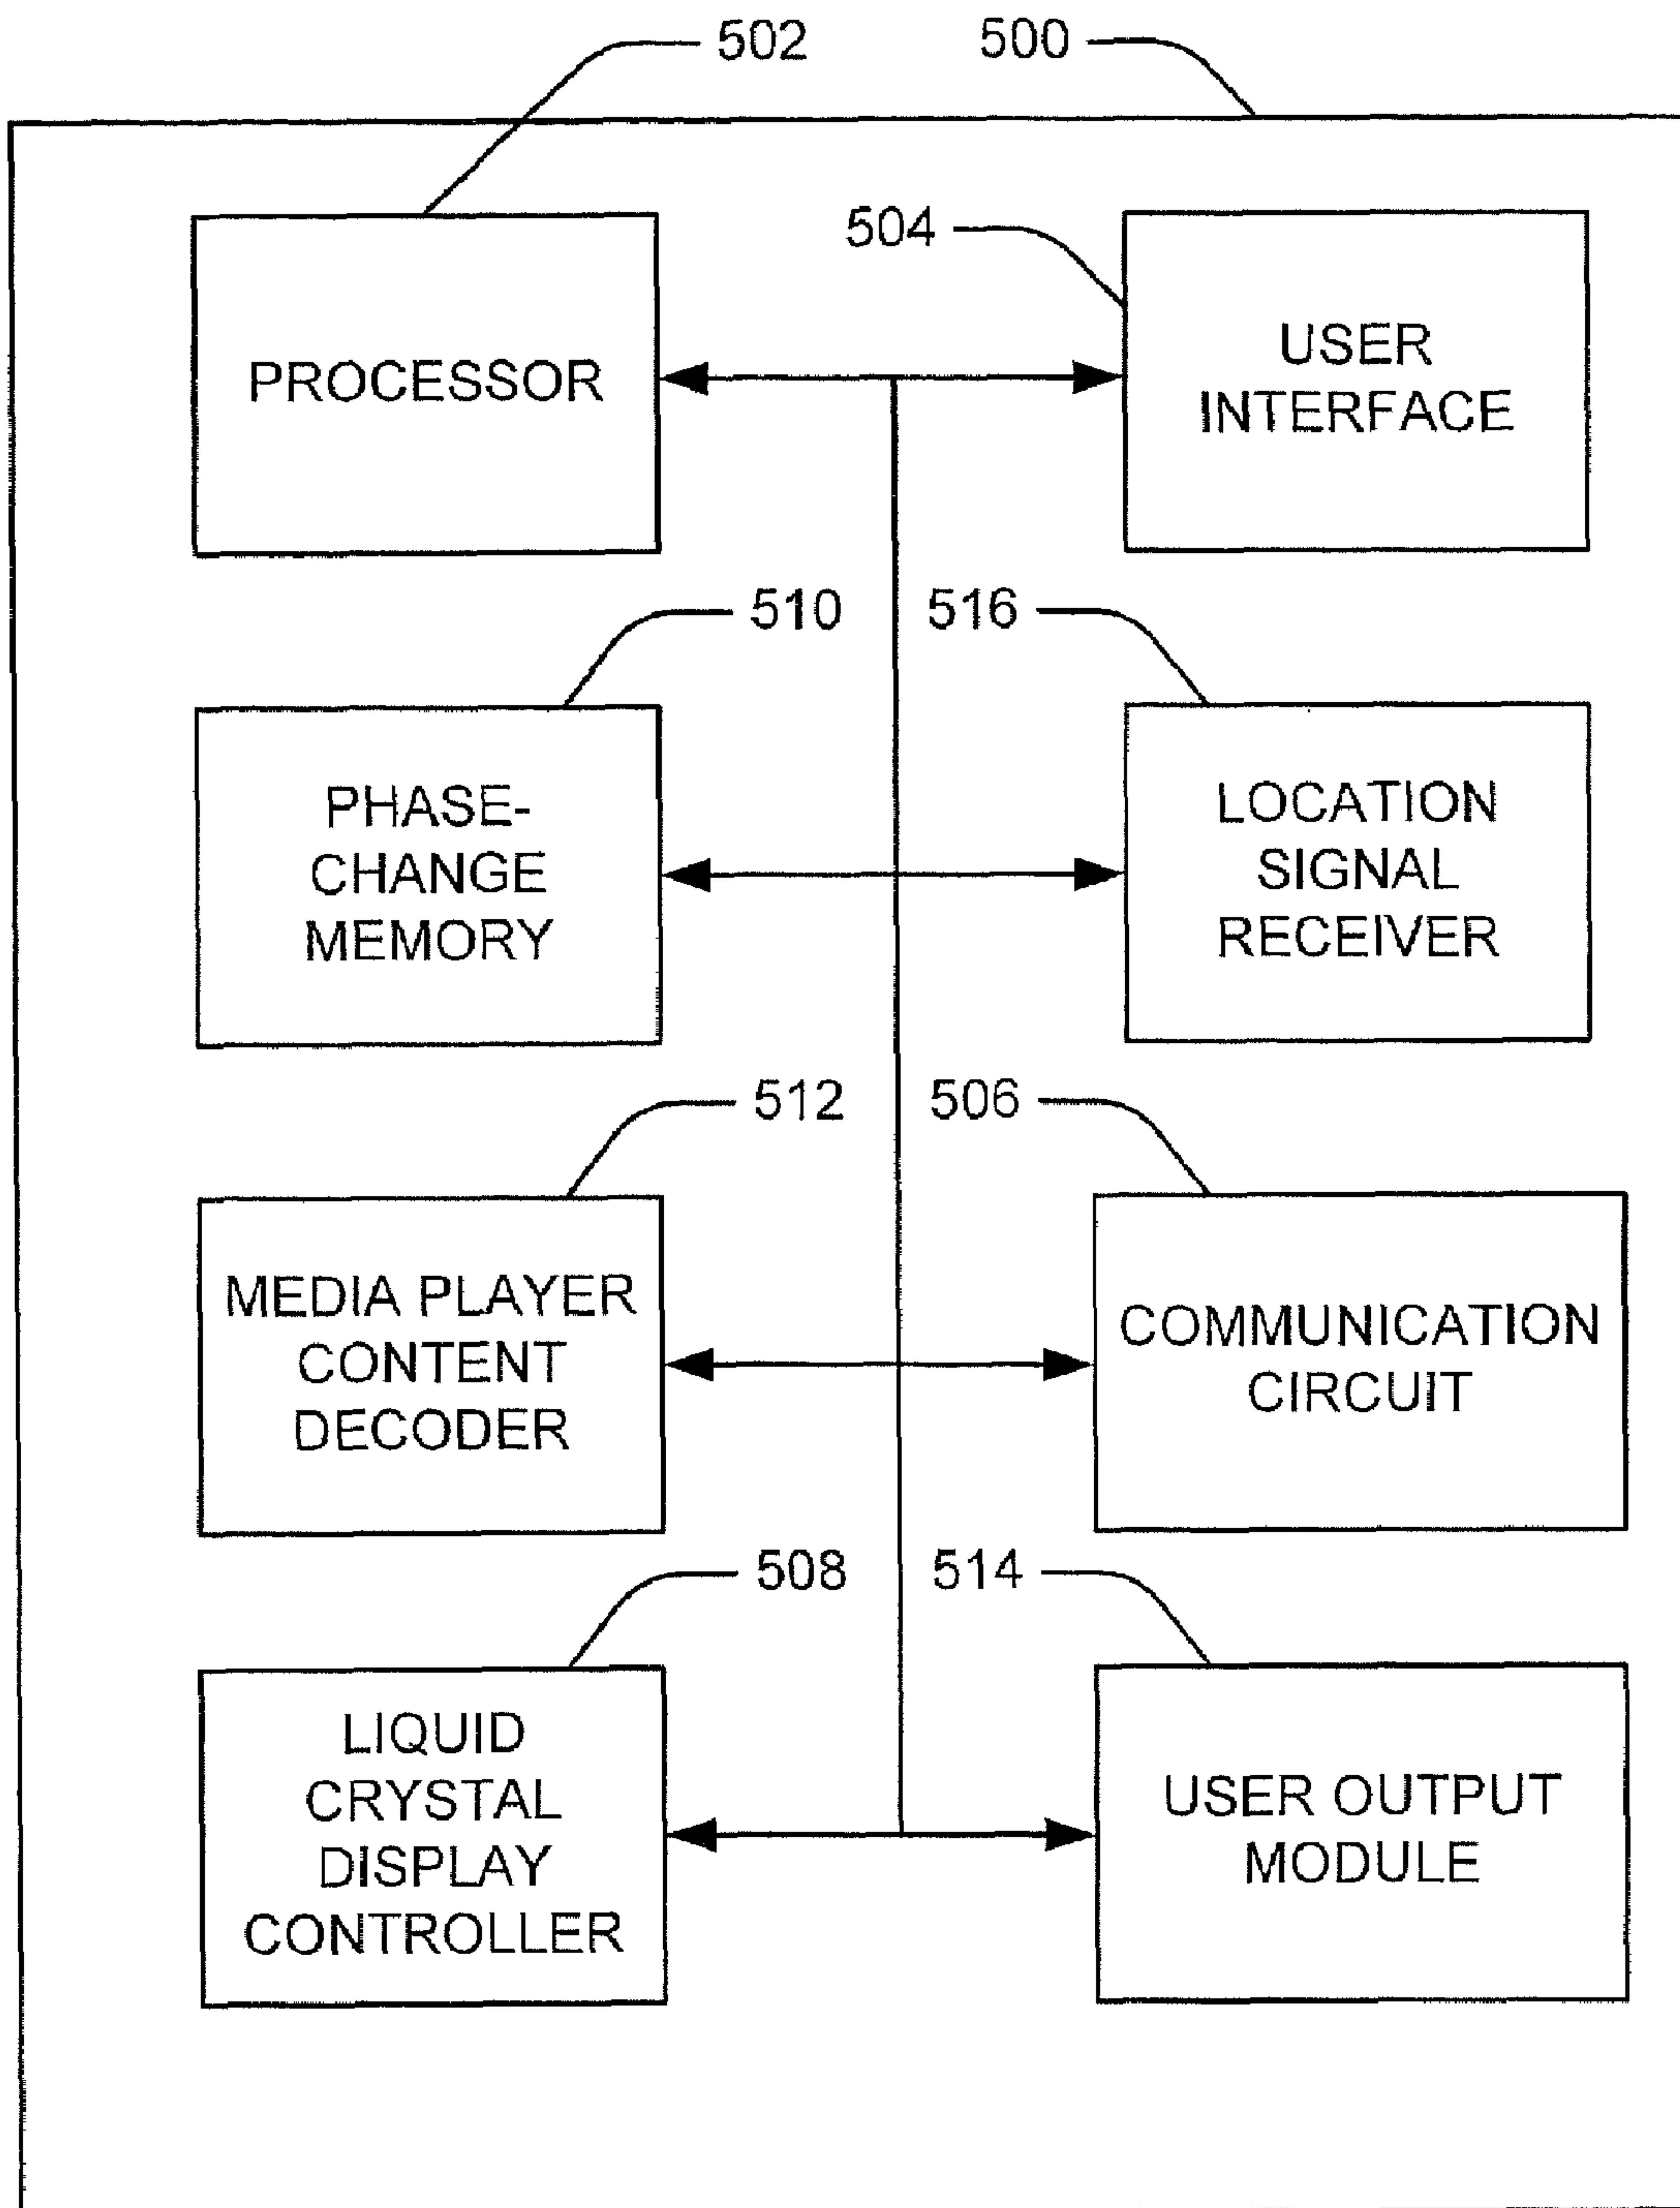 502
500
PROCESSOR
504
USER
INTERFACE
510
PHASE-
CHANGE
MEMORY
516
LOCATION
SIGNAL
RECEIVER
512
MEDIA PLAYER
CONTENT
DECODER
506
COMMUNICATION
CIRCUIT
508
LIQUID
CRYSTAL
DISPLAY
CONTROLLER
514
USER OUTPUT
MODULE